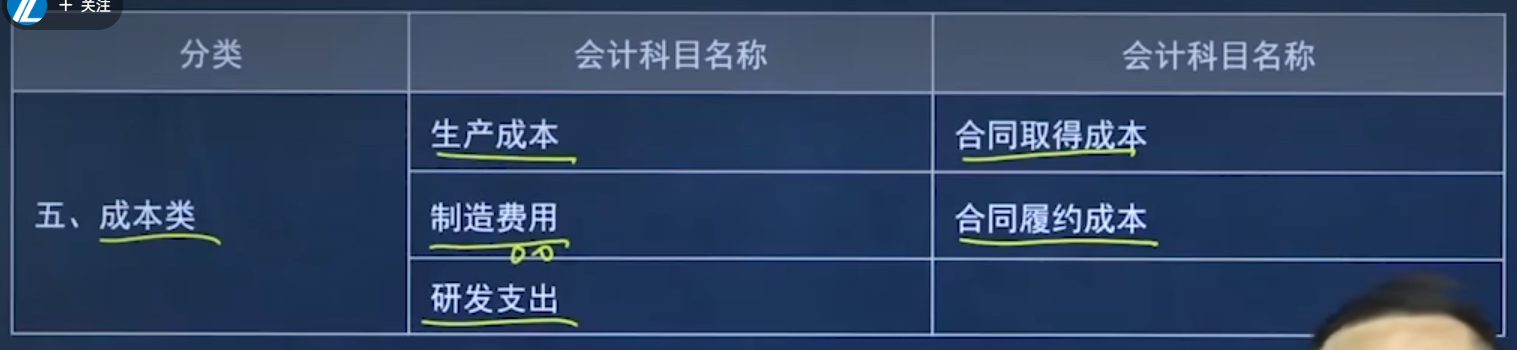 + 关注
分类 会计科目名称 会计科目名称
五、成本类
生产成本 合同取得成本
制造费用 合同履约成本
研发支出